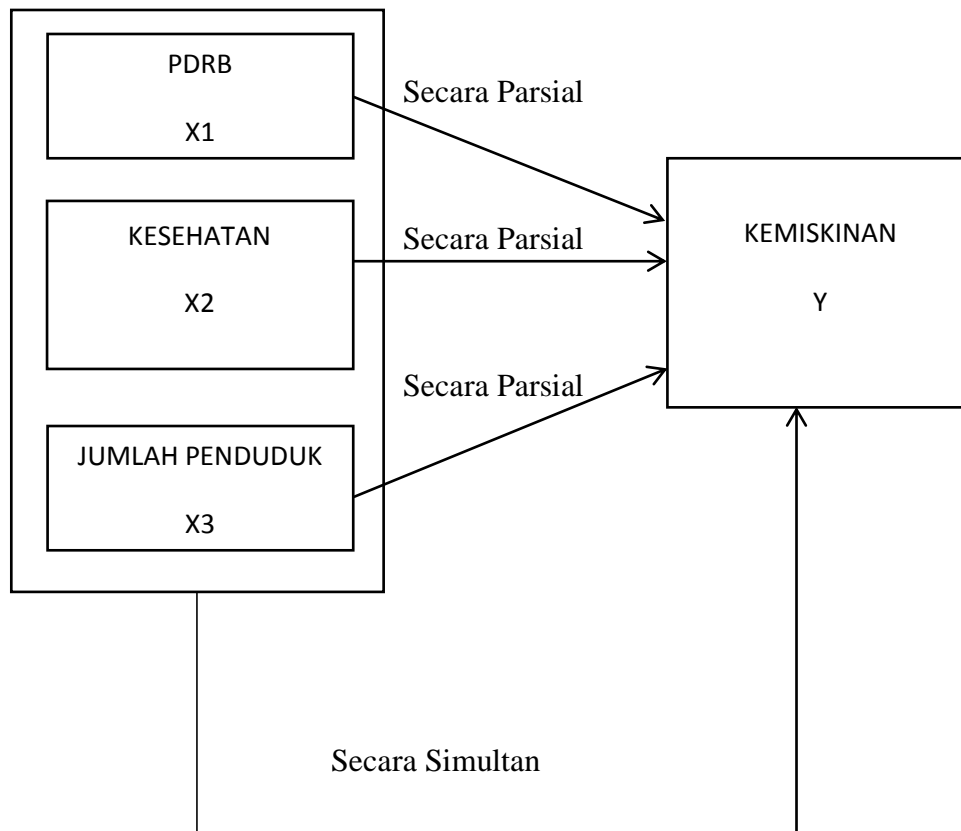 PDRB
X1
Secara Parsial
KESEHATAN
X2
Secara Parsial
JUMLAH PENDUDUK
X3
Secara Parsial
KEMISKINAN
Y
Secara Simultan